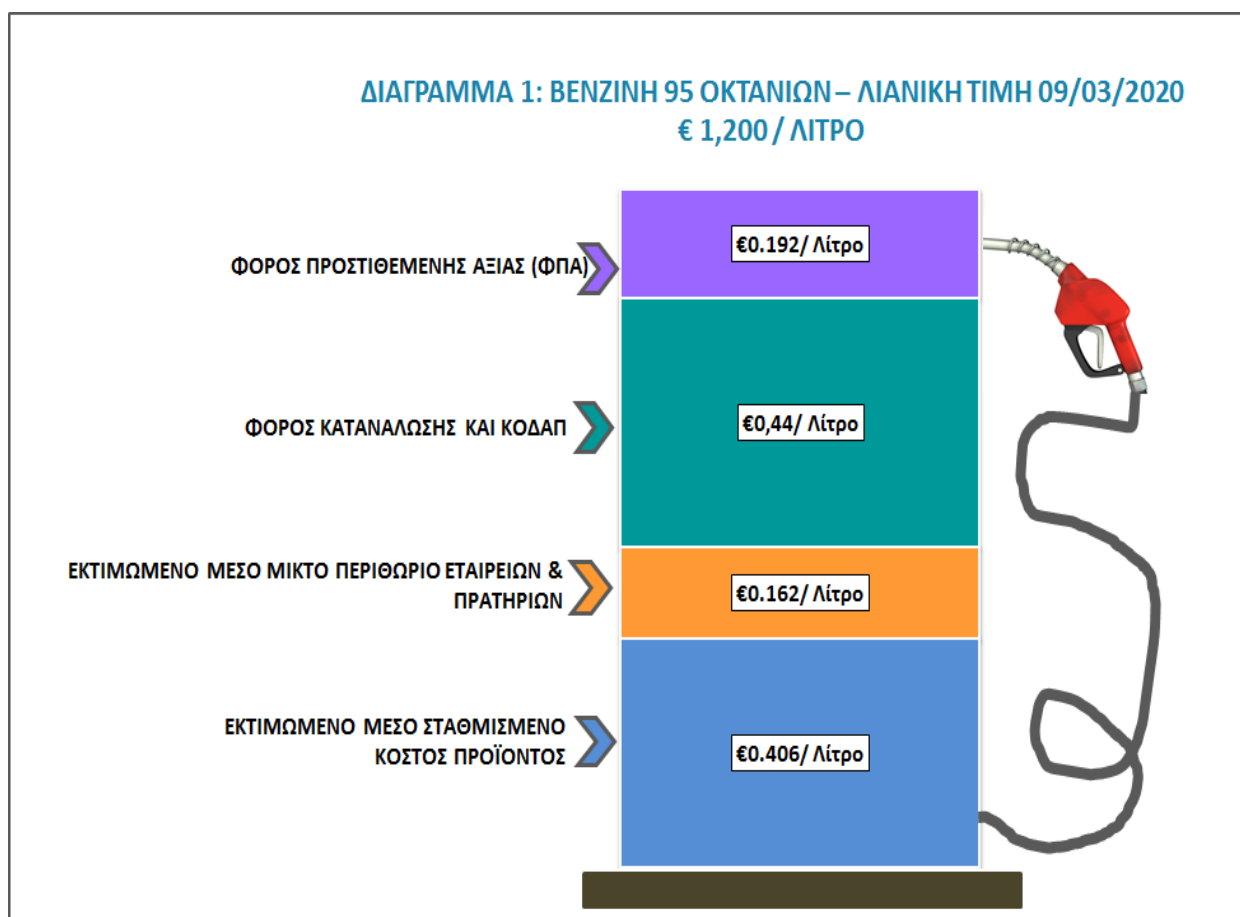 ΔΙΑΓΡΑΜΜΑ 1: ΒΕΝΖΙΝΗ 95 ΟΚΤΑΝΙΩΝ – ΛΙΑΝΙΚΗ ΤΙΜΗ 09/03/2020
€ 1,200 / ΛΙΤΡΟ
€0.192/ Λίτρο
ΦΟΡΟΣ ΠΡΟΣΤΙΘΕΜΕΝΗΣ ΑΞΙΑΣ (ΦΠΑ)
€0,44/ Λίτρο
ΦΟΡΟΣ ΚΑΤΑΝΑΛΩΣΗΣ ΚΑΙ ΚΟΔΑΠ
ΕΚΤΙΜΩΜΕΝΟ ΜΕΣΟ ΜΙΚΤΟ ΠΕΡΙΘΩΡΙΟ ΕΤΑΙΡΕΙΩΝ &
ΠΡΑΤΗΡΙΩΝ
€0.162/ Λίτρο
ΕΚΤΙΜΩΜΕΝΟ ΜΕΣΟ ΣΤΑΘΜΙΣΜΕΝΟ
ΚΟΣΤΟΣ ΠΡΟΪΟΝΤΟΣ
€0.406/ Λίτρο